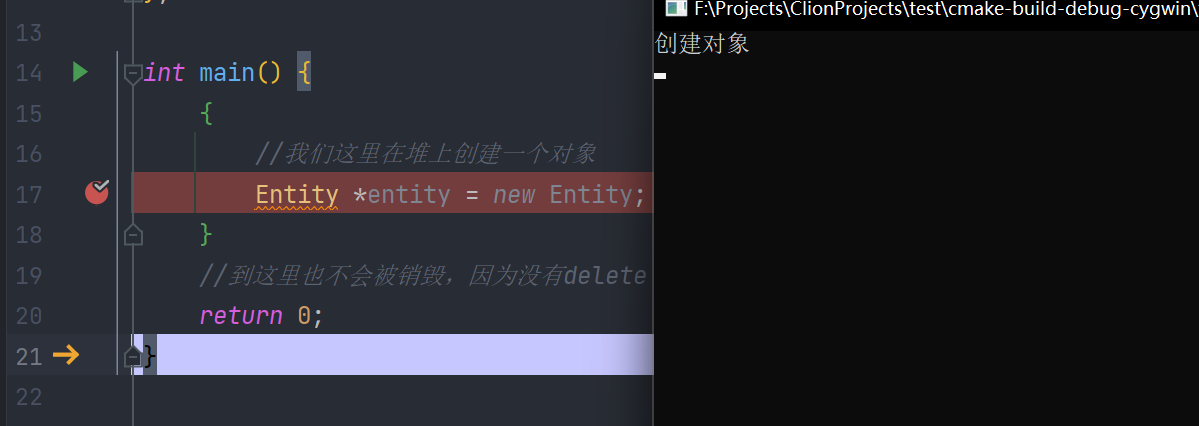 F:\Projects\ClionProjects\test\cmake-build-debug-cygwin\
创建对象
13
14 int main() {
15 {
16 //我们这里在堆上创建一个对象
17 Entity *entity = new Entity;
18 }
19 //到这里也不会被销毁，因为没有delete
20 return 0;
21 }
22